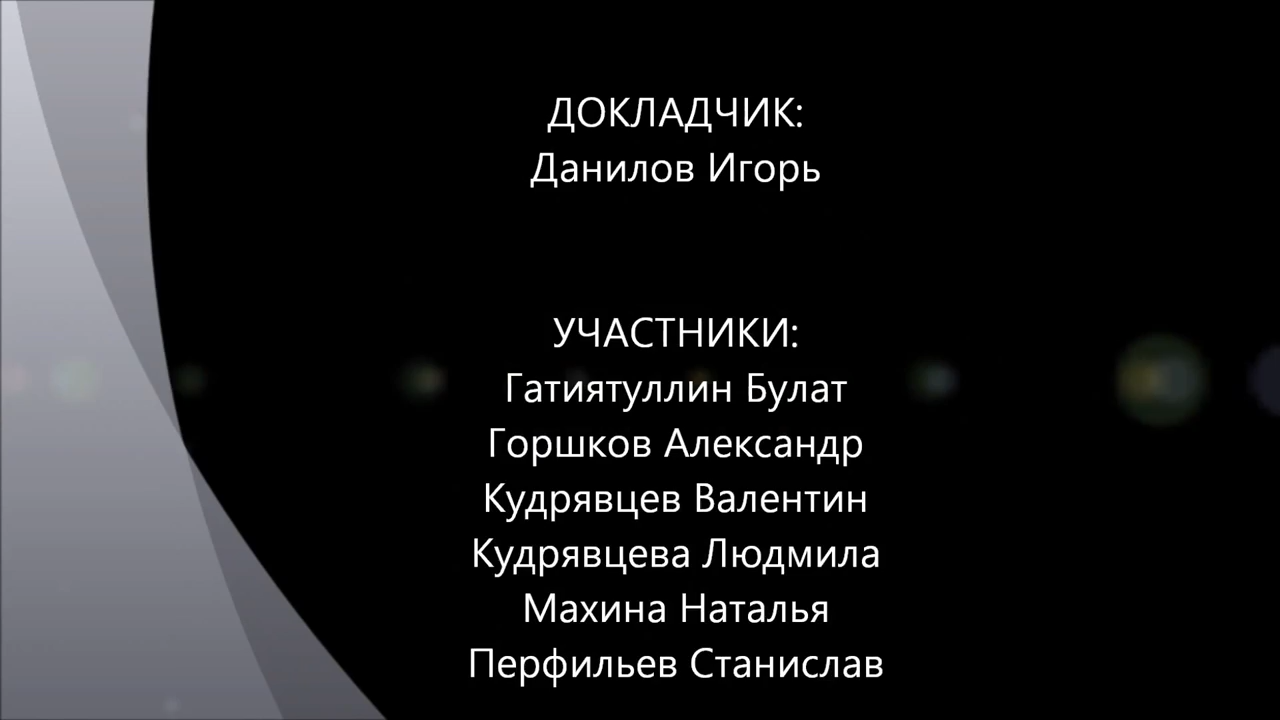 ДОКЛАДЧИК:
Данилов Игорь
УЧАСТНИКИ:
Гатиятуллин Булат
Горшков Александр
Кудрявцев Валентин
Кудрявцева Людмила
Махина Наталья
Перфильев Станислав